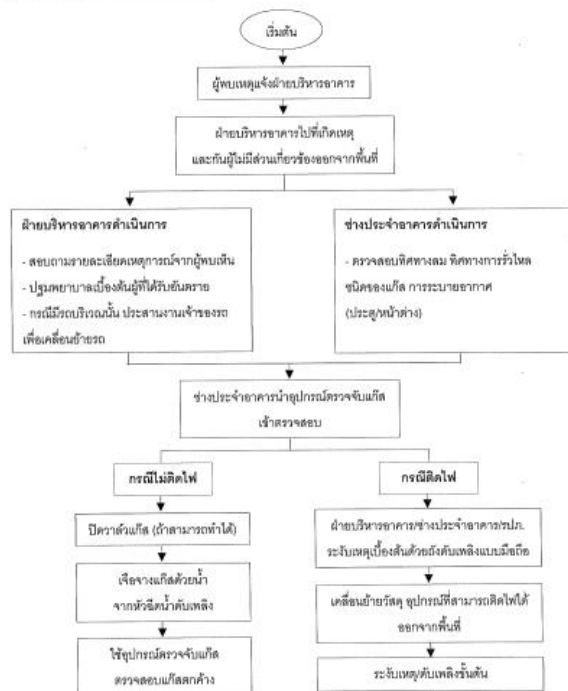 เริ่มต้น
ผู้พบเหตุแจ้งฝ่ายบริหารอาคาร
ฝ่ายบริหารอาคารไปที่เกิดเหตุ
และกันผู้ไม่มีส่วนเกี่ยวข้องออกจากพื้นที่
ฝ่ายบริหารอาคารดำเนินการ
- สอบถามรายละเอียดเหตุการณ์จากผู้พบเห็น
- ปฐมพยาบาลเบื้องต้นผู้ที่ได้รับอันตราย
- กรณีมีรถบริเวณนั้น ประสานงานเจ้าของรถ
เพื่อเคลื่อนย้ายรถ
ช่างประจำอาคารดำเนินการ
- ตรวจสอบทิศทางลม ทิศทางการรั่วไหล
ชนิดของแก๊ส การระบายอากาศ
(ประตู/หน้าต่าง)
ช่างประจำอาคารนำอุปกรณ์ตรวจจับแก๊ส
เข้าตรวจสอบ
กรณีไม่ติดไฟ
ปิดวาล์วแก๊ส (ถ้าสามารถทำได้)
เจือจางแก๊สด้วยน้ำ
จากหัวฉีดน้ำดับเพลิง
ใช้อุปกรณ์ตรวจจับแก๊ส
ตรวจสอบแก๊สตกค้าง
กรณีติดไฟ
ฝ่ายบริหารอาคาร/ช่างประจำอาคาร/รปภ.
ระงับเหตุเบื้องต้นด้วยถังดับเพลิงแบบมือถือ
เคลื่อนย้ายวัสดุ อุปกรณ์ที่สามารถติดไฟได้
ออกจากพื้นที่
ระงับเหตุ/ดับเพลิงขั้นต้น